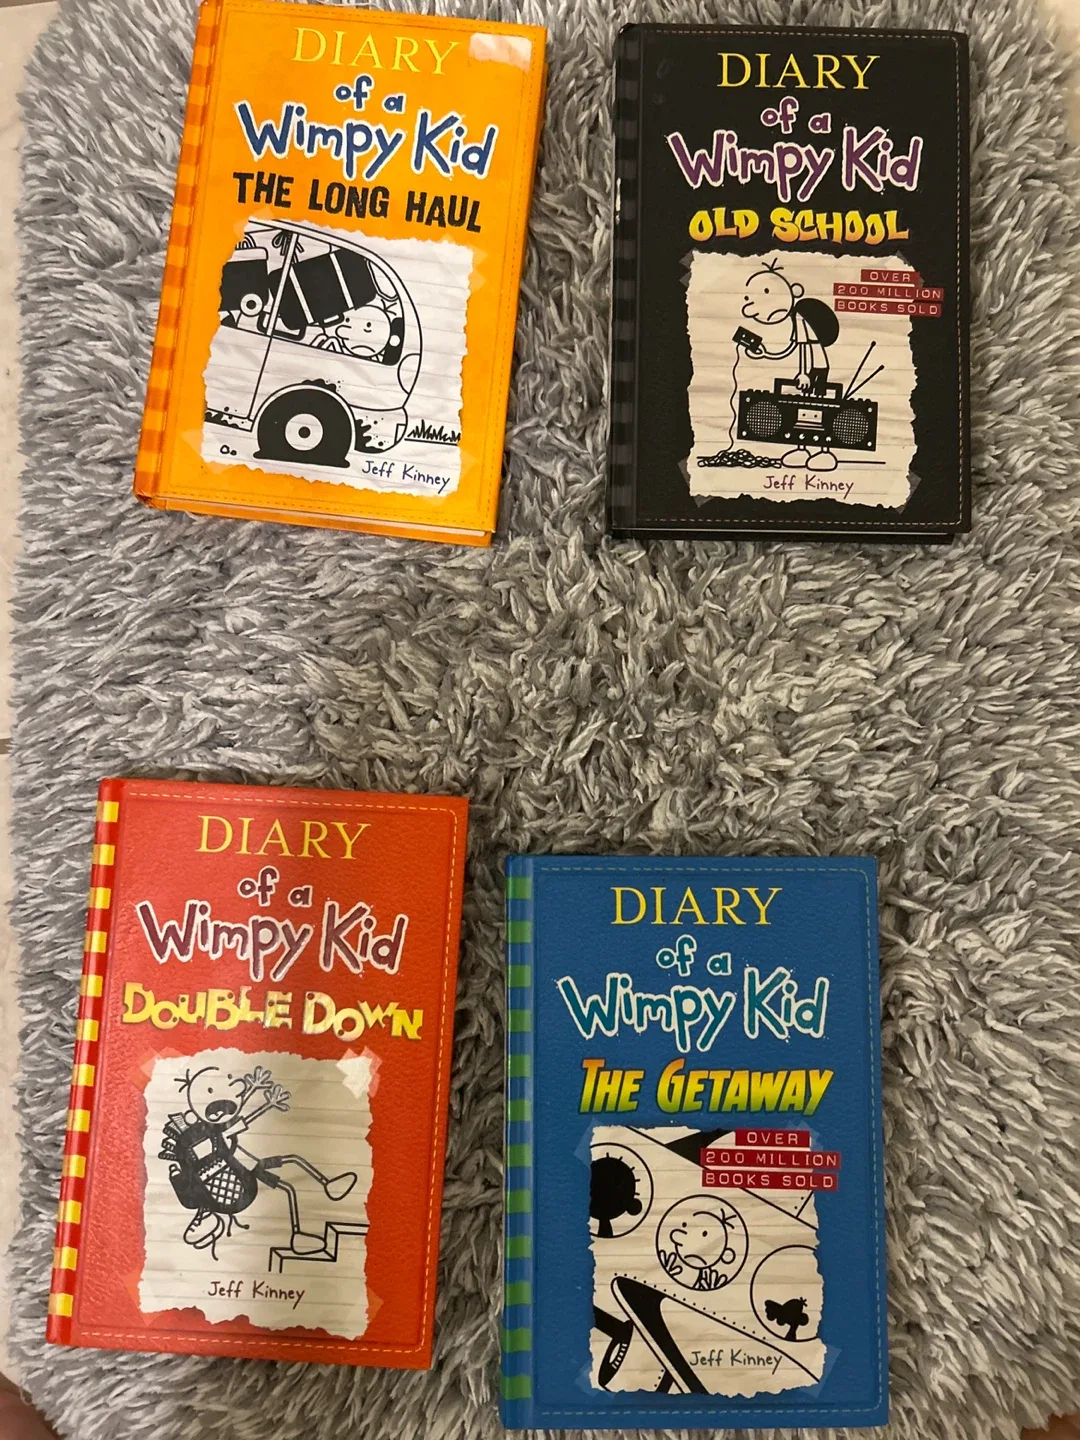 DIARY
of a
Wimpy Kid
THE LONG HAUL
Jeff Kinney
DIARY
of a
Wimpy Kid
OLD SCHOOL
OVER
200 MILLION
BOOKS SOLD
Jeff Kinney
DIARY
of a
Wimpy Kid
DOUBLE DOWN
Jeff Kinney
DIARY
of a
Wimpy Kid
THE GETAWAY
OVER
200 MILLION
BOOKS SOLD
Jeff Kinney